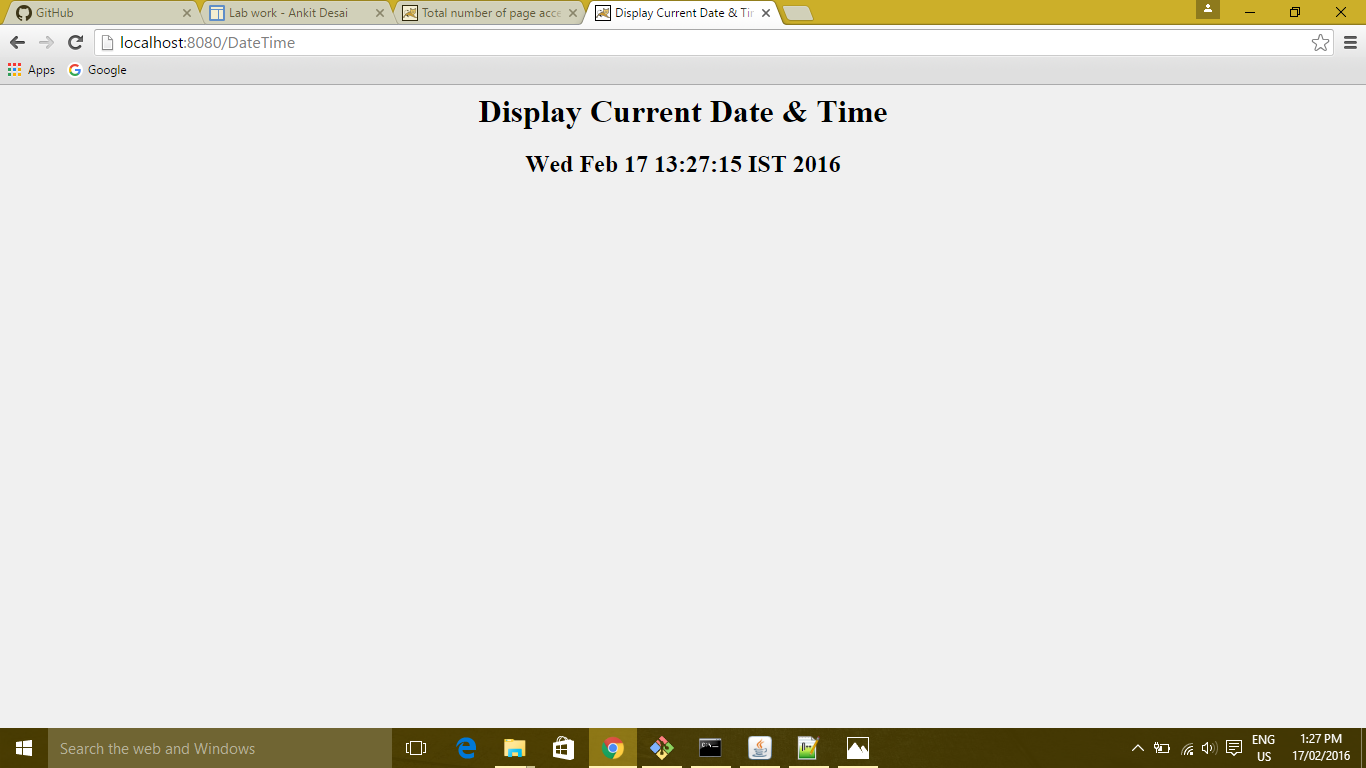 GitHub
Lab work - Ankit Desai
Total number of page acce
Display Current Date & Tir
localhost:8080/DateTime
Apps
Google
Display Current Date & Time
Wed Feb 17 13:27:15 IST 2016
Search the web and Windows
ENG
US
1:27 PM
17/02/2016